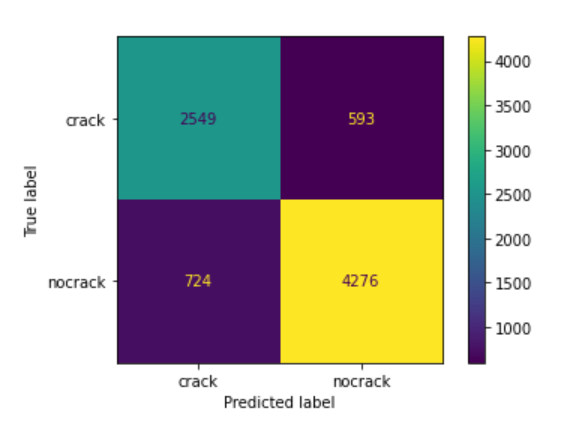 True label
crack
nocrack
2549 593
724 4276
crack nocrack
Predicted label
4000
3500
3000
2500
2000
1500
1000